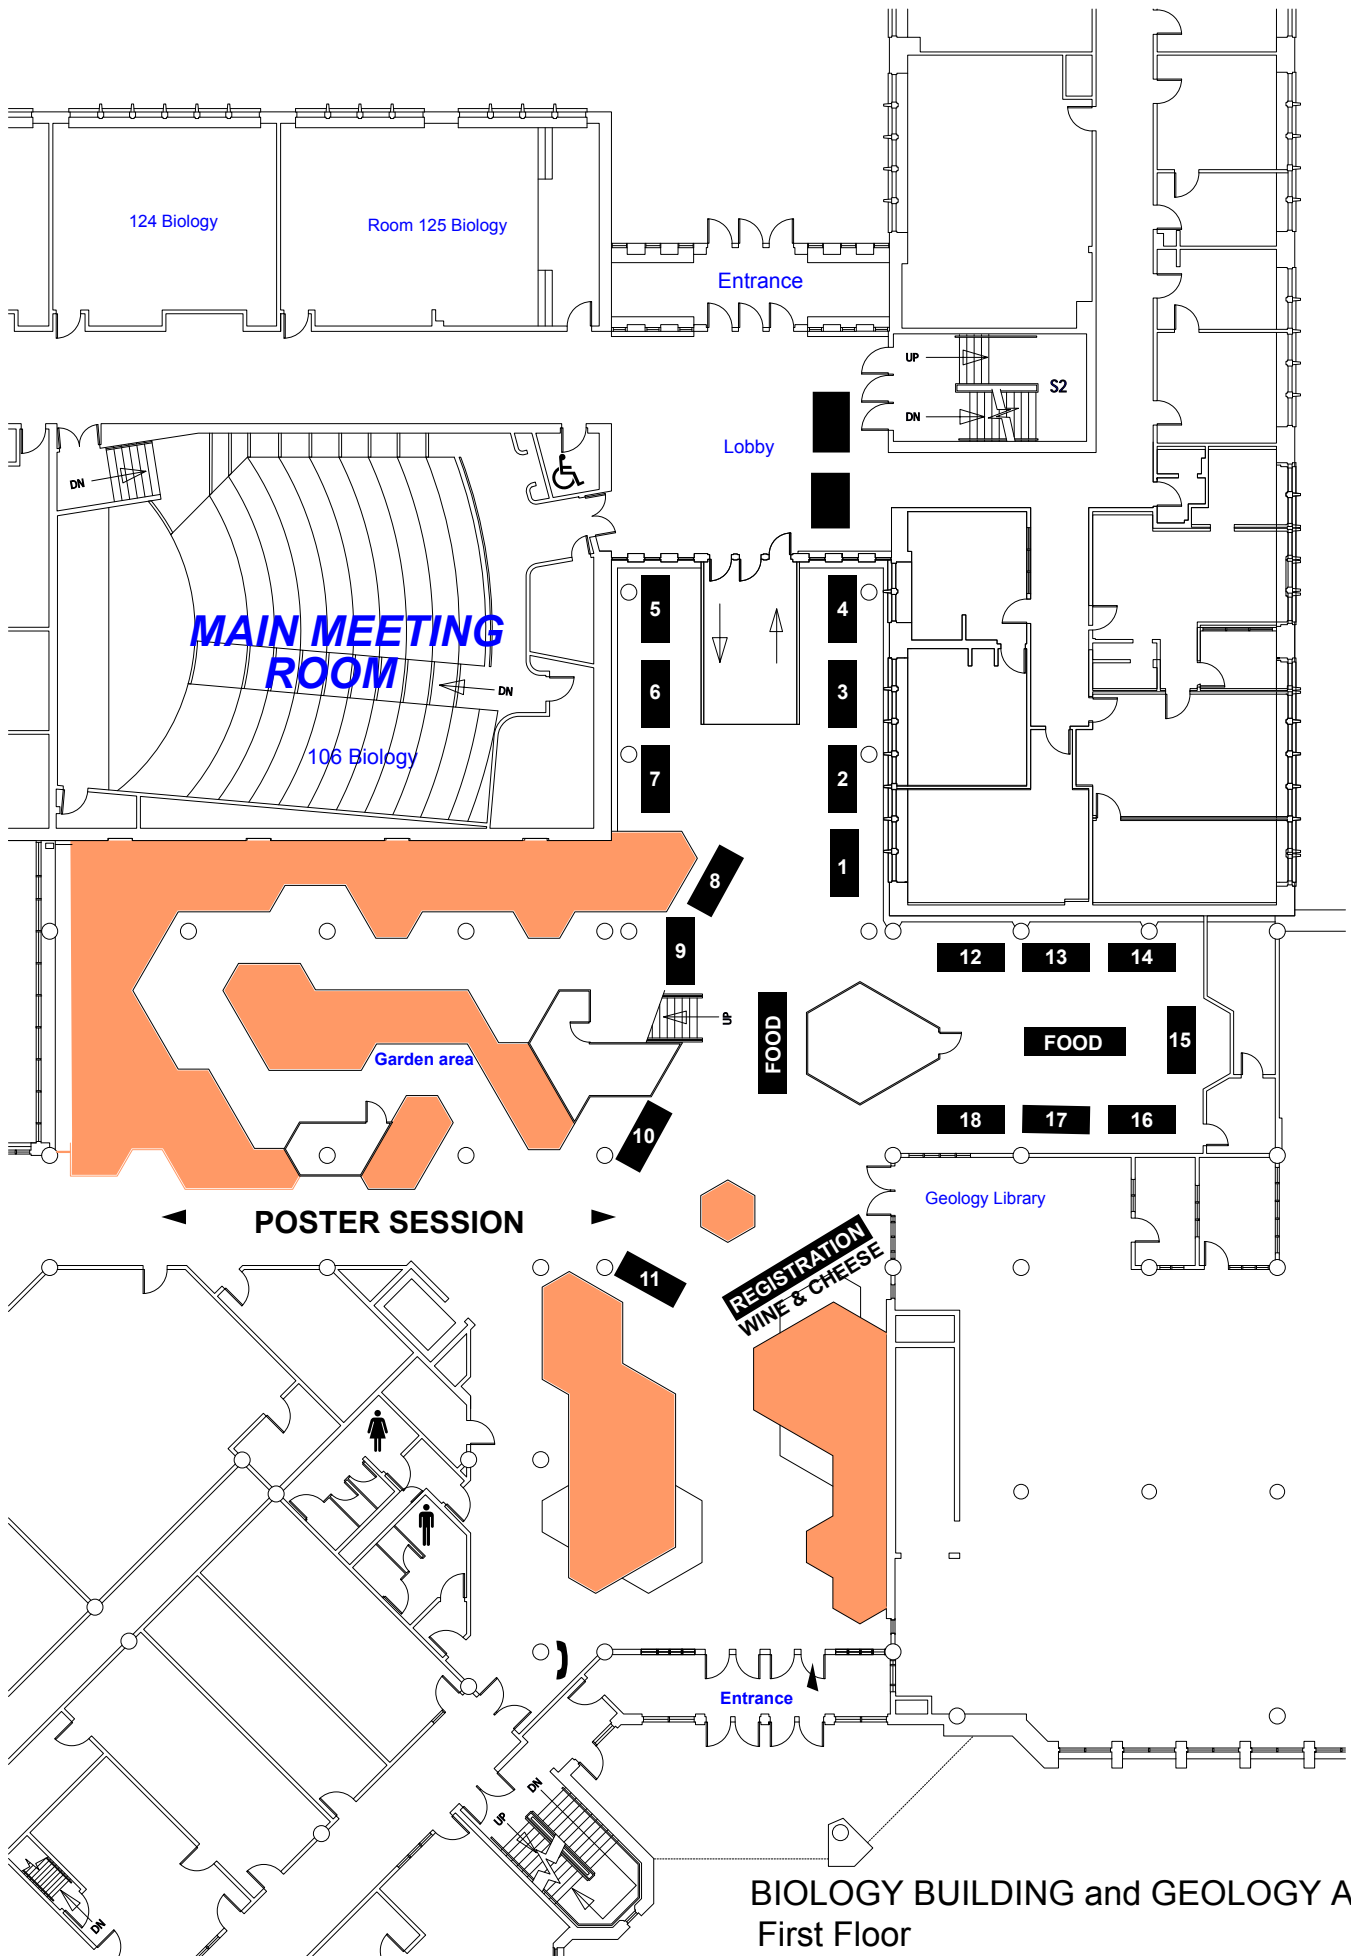 124 Biology
Room 125 Biology
Entrance
UP
S2
DN
Lobby
DN
5
4
MAIN MEETING
ROOM
6
3
DN
106 Biology
7
2
1
8
9
12
13
14
UP
FOOD
FOOD
15
Garden area
10
18
17
16
Geology Library
POSTER SESSION
11
REGISTRATION
WINE & CHEESE
Entrance
DN
UP
DN
BIOLOGY BUILDING and GEOLOGY A
First Floor